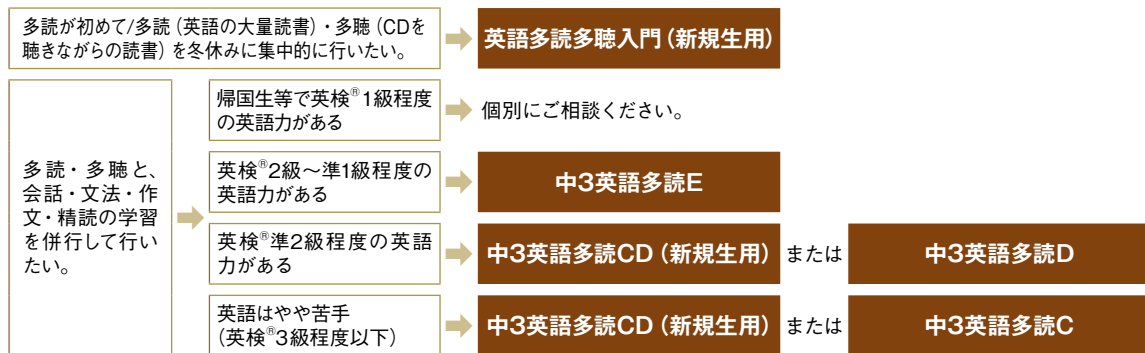 多読が初めて/多読（英語の大量読書）・多聴（CDを
聴きながらの読書）を冬休みに集中的に行いたい。
英語多読多聴入門（新規生用）
多読・多聴と、
会話・文法・作
文・精読の学習
を併行して行い
たい。
帰国生等で英検®1級程度
の英語力がある
個別にご相談ください。
英検®2級〜準1級程度の
英語力がある
中3英語多読E
英検®準2級程度の英語
力がある
中3英語多読CD（新規生用）
または
中3英語多読D
英語はやや苦手
（英検®3級程度以下）
中3英語多読CD（新規生用）
または
中3英語多読C